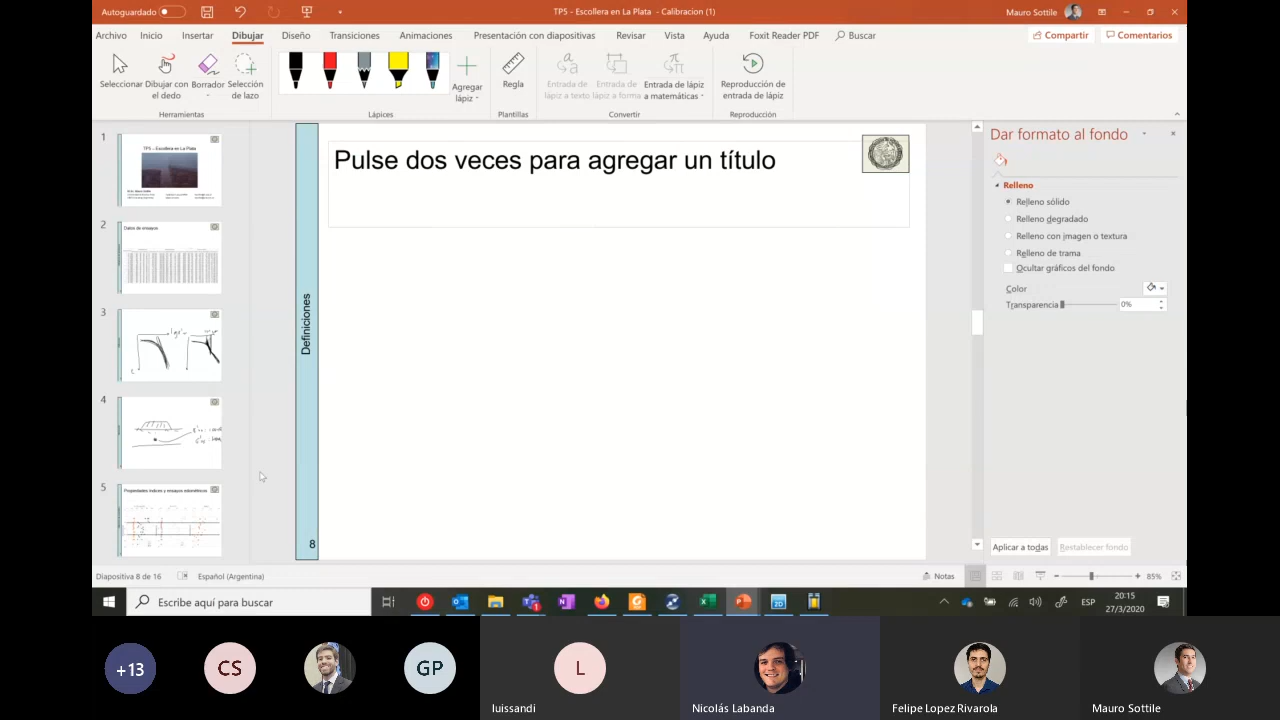 Autoguardado
TP5 - Escollera en La Plata - Calibracion (1)
Mauro Sottile
Archivo Inicio Insertar Dibujar Diseño Transiciones Animaciones Presentación con diapositivas Revisar Vista Ayuda Foxit Reader PDF Buscar
Compartir Comentarios
Seleccionar Dibujar con el dedo Borrador Selección de lazo
Agregar lápiz
Regla
Entrada de lápiz a texto
Entrada de lápiz a forma
Entrada de lápiz a matemáticas
Reproducción de entrada de lápiz
Herramientas Lápices Plantillas Convertir Reproducción
1
TP5 - Escollera en La Plata
2
Datos de ensayos
3
4
5
Propiedades índices y ensayos edométricos
Definiciones
8
Pulse dos veces para agregar un título
Dar formato al fondo
Relleno
Relleno sólido
Relleno degradado
Relleno con imagen o textura
Relleno de trama
Ocultar gráficos del fondo
Color
Transparencia 0%
Aplicar a todas Restablecer fondo
Diapositiva 8 de 16 Español (Argentina)
Notas 85%
Escribe aquí para buscar
ESP
20:15
27/3/2020
+13
CS
GP
L
luissandi
Nicolás Labanda
Felipe Lopez Rivarola
Mauro Sottile